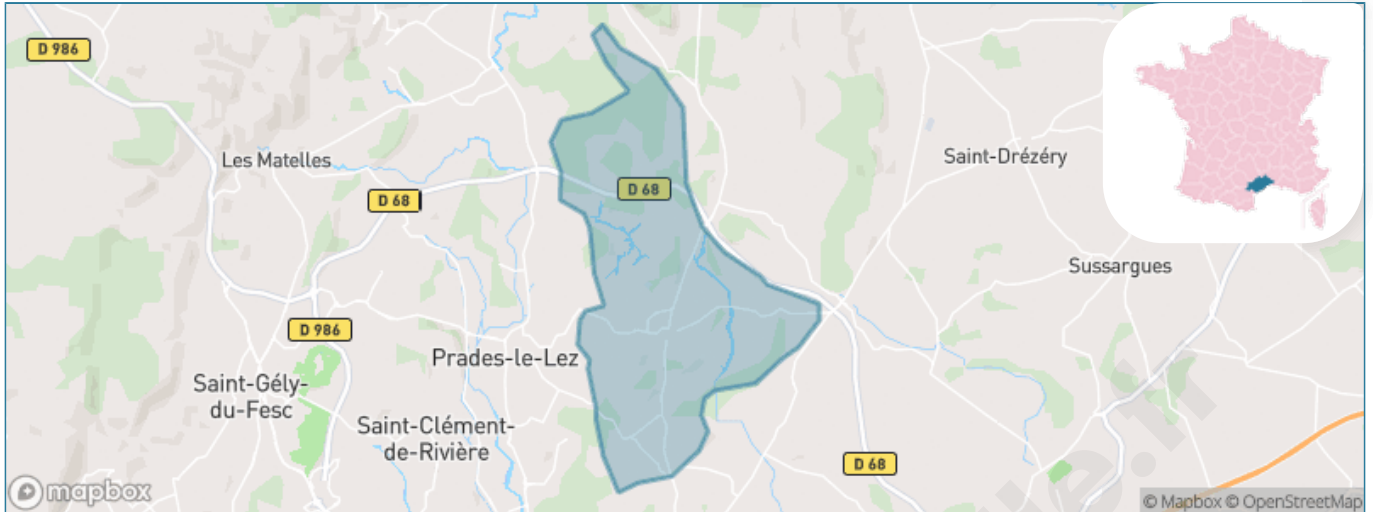 D 986
Les Matelles
D 68
D 68
Saint-Drézéry
Sussargues
D 986
Prades-le-Lez
Saint-Gély-
du-Fesc
Saint-Clément-
de-Rivière
D 68
mapbox
© Mapbox © OpenStreetMap